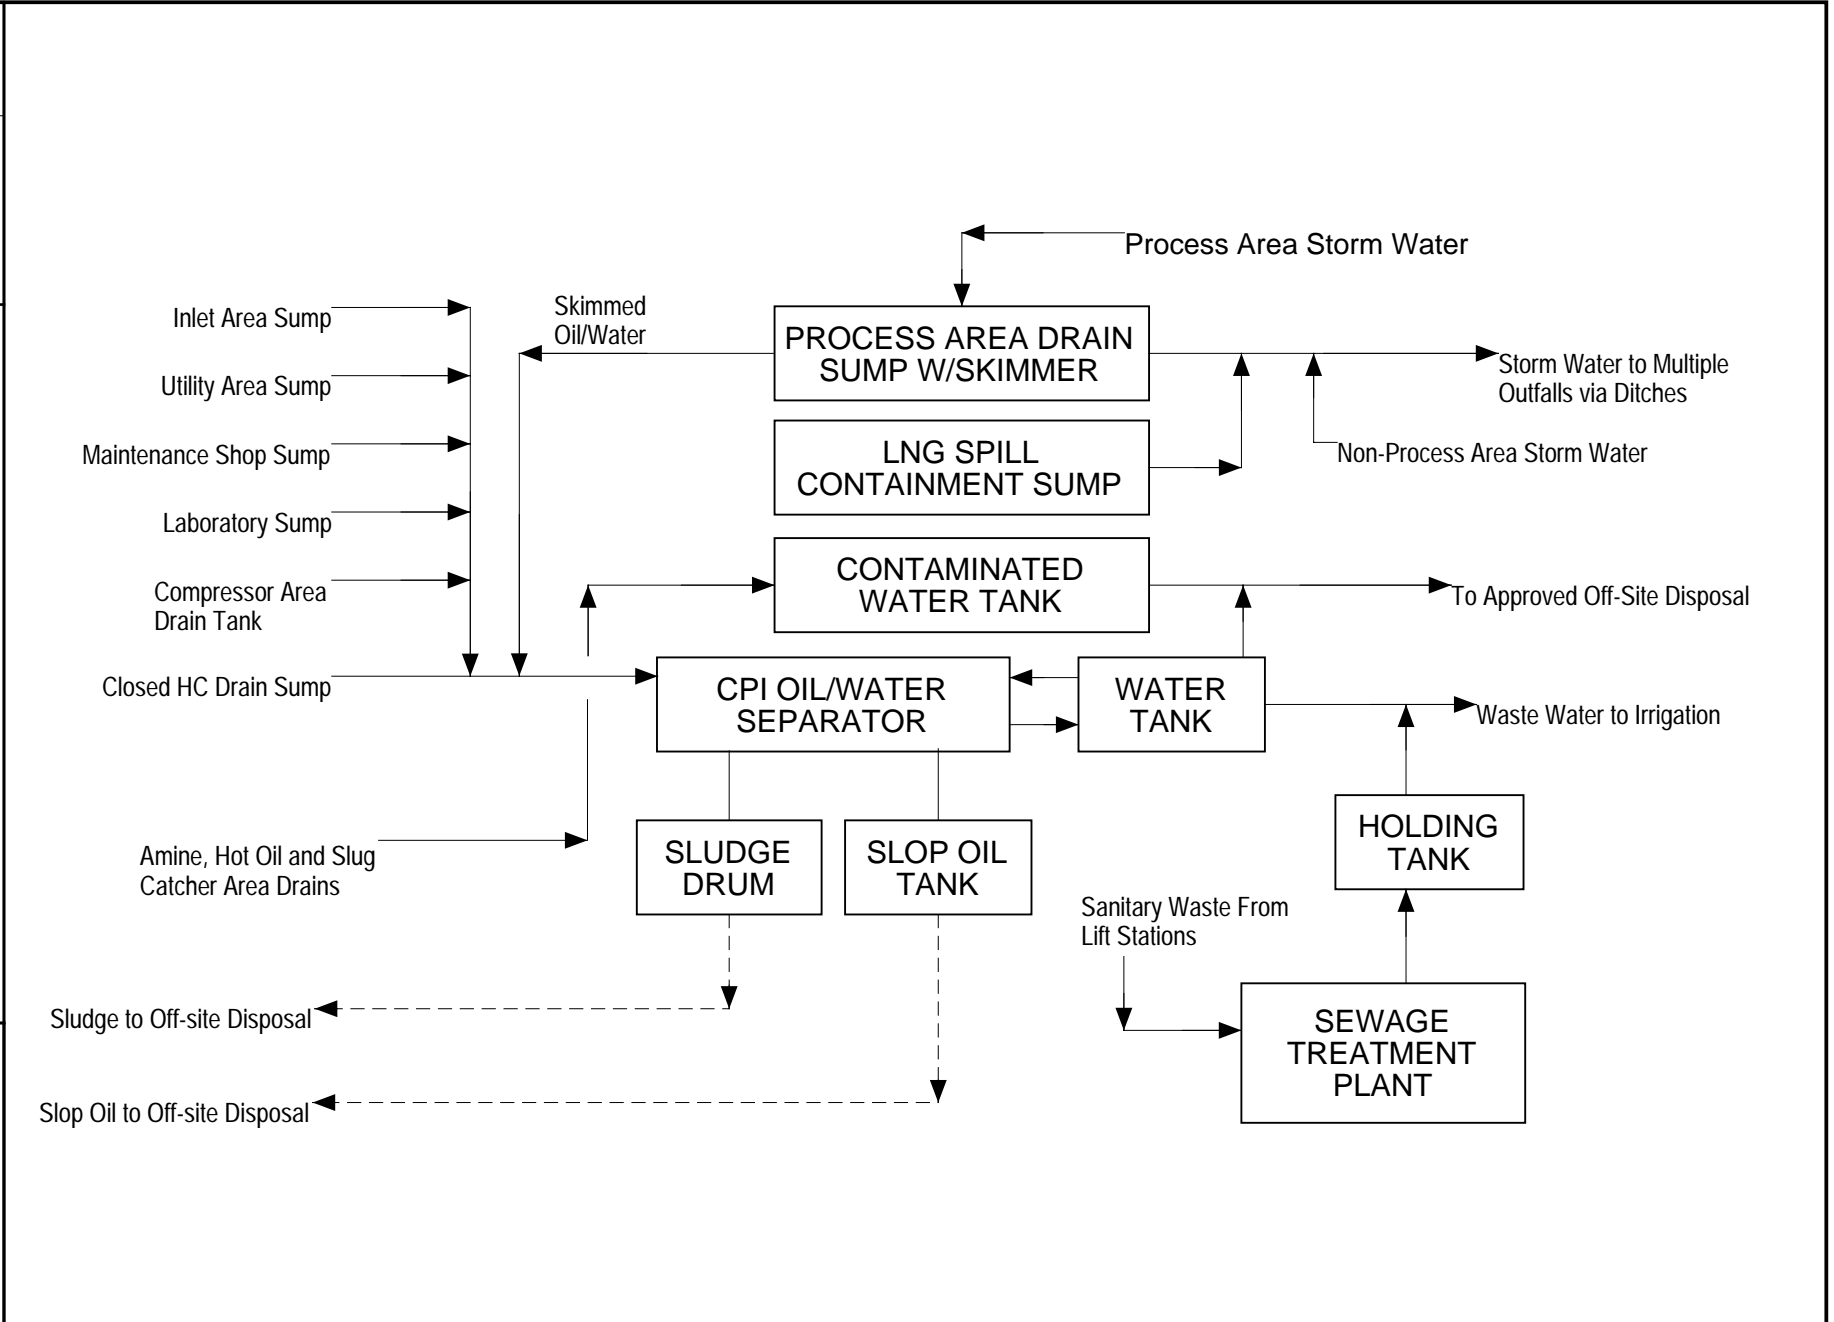 Process Area Storm Water
Inlet Area Sump
Skimmed
Oil/Water
PROCESS AREA DRAIN
SUMP W/SKIMMER
Storm Water to Multiple
Outfalls via Ditches
Utility Area Sump
Maintenance Shop Sump
LNG SPILL
CONTAINMENT SUMP
Non-Process Area Storm Water
Laboratory Sump
Compressor Area
Drain Tank
CONTAMINATED
WATER TANK
To Approved Off-Site Disposal
Closed HC Drain Sump
CPI OIL/WATER
SEPARATOR
WATER
TANK
Waste Water to Irrigation
Amine, Hot Oil and Slug
Catcher Area Drains
SLUDGE
DRUM
SLOP OIL
TANK
HOLDING
TANK
Sanitary Waste From
Lift Stations
Sludge to Off-site Disposal
SEWAGE
TREATMENT
PLANT
Slop Oil to Off-site Disposal